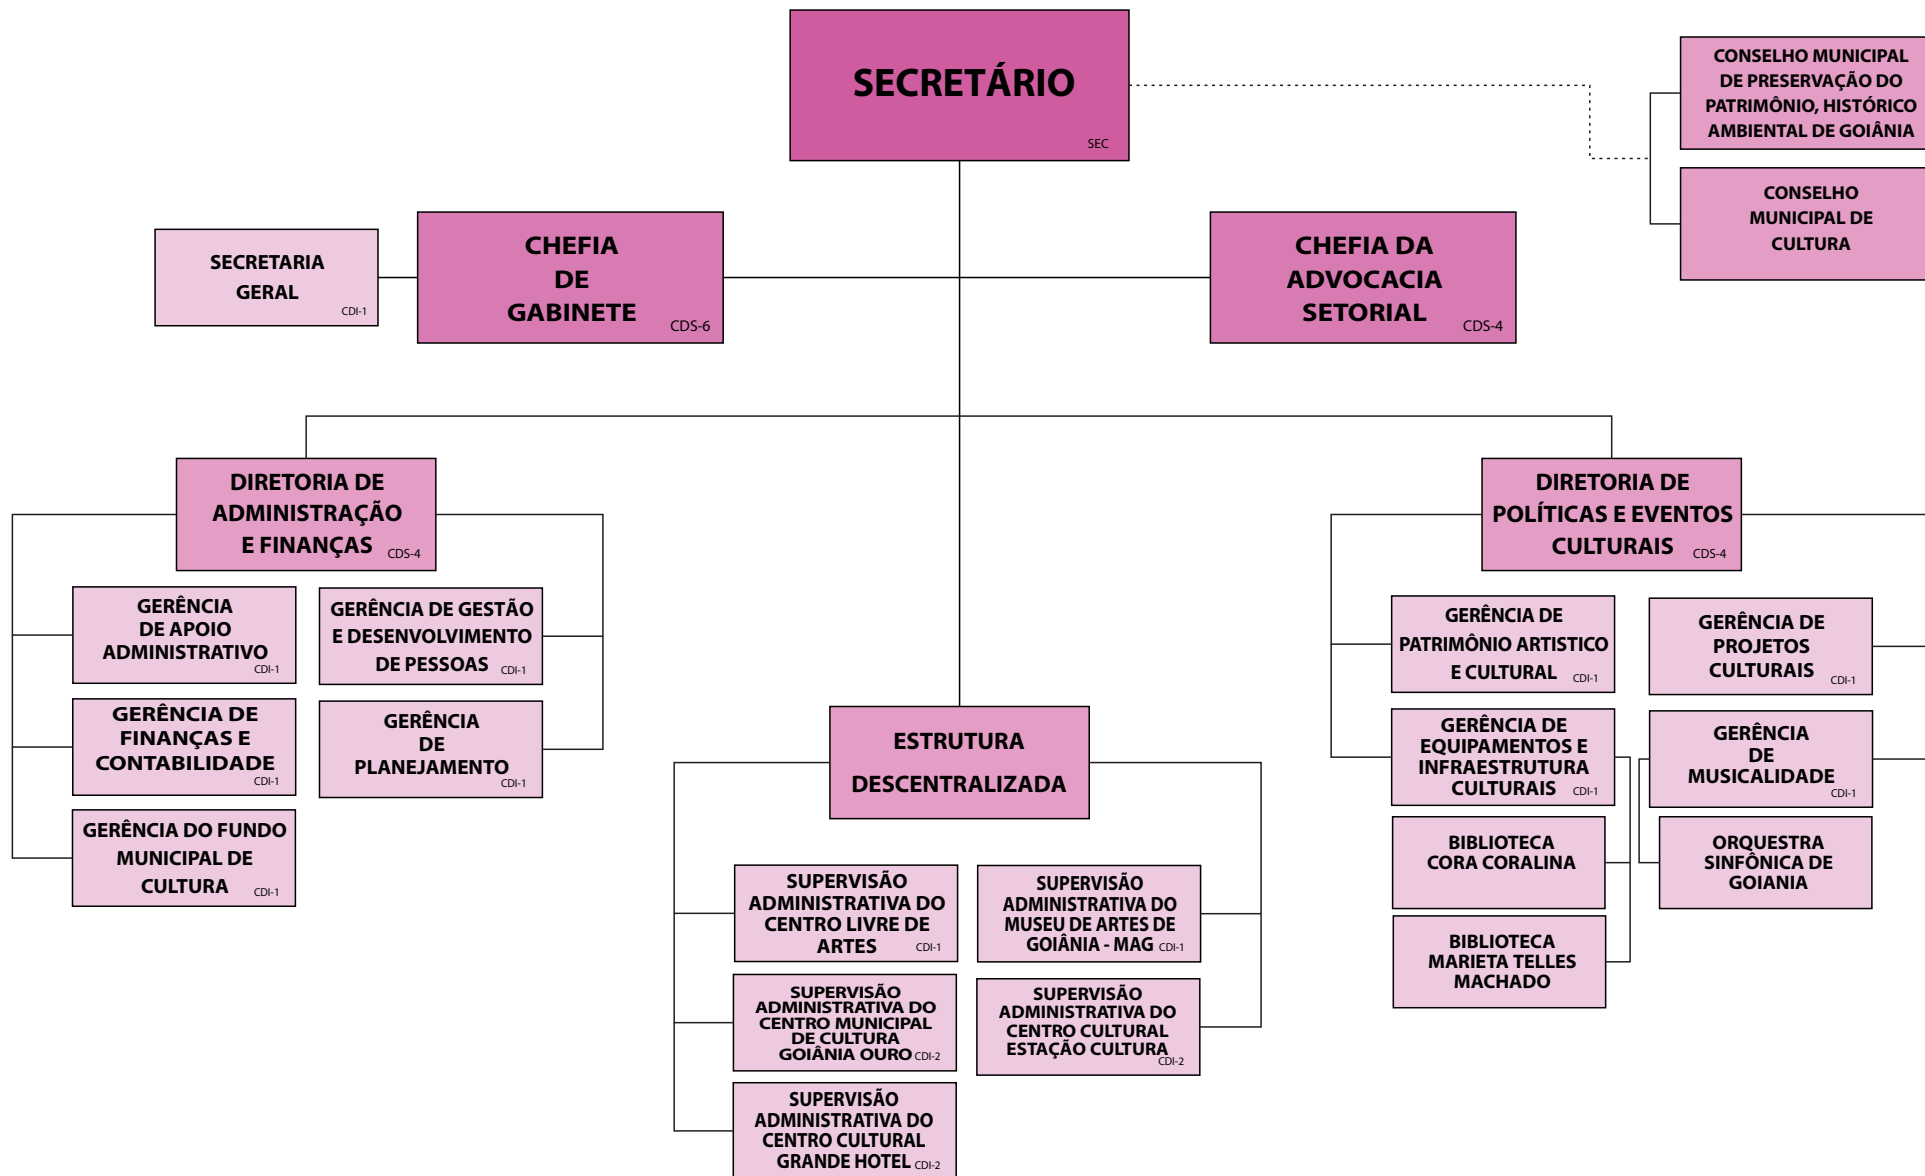 SECRETÁRIO
SEC
CONSELHO MUNICIPAL
DE PRESERVAÇÃO DO
PATRIMÔNIO, HISTÓRICO
AMBIENTAL DE GOIÂNIA
CONSELHO
MUNICIPAL DE
CULTURA
SECRETARIA
GERAL
CDI-1
CHEFIA
DE
GABINETE
CDS-6
CHEFIA DA
ADVOCACIA
SETORIAL
CDS-4
DIRETORIA DE
ADMINISTRAÇÃO
E FINANÇAS
CDS-4
GERÊNCIA
DE APOIO
ADMINISTRATIVO
CDI-1
GERÊNCIA DE GESTÃO
E DESENVOLVIMENTO
DE PESSOAS
CDI-1
GERÊNCIA DE
FINANÇAS E
CONTABILIDADE
CDI-1
GERÊNCIA
DE
PLANEJAMENTO
CDI-1
GERÊNCIA DO FUNDO
MUNICIPAL DE
CULTURA
CDI-1
ESTRUTURA
DESCENTRALIZADA
SUPERVISÃO
ADMINISTRATIVA DO
CENTRO LIVRE DE
ARTES
CDI-1
SUPERVISÃO
ADMINISTRATIVA DO
MUSEU DE ARTES DE
GOIÂNIA - MAG
CDI-1
SUPERVISÃO
ADMINISTRATIVA DO
CENTRO MUNICIPAL
DE CULTURA
GOIÂNIA OURO
CDI-2
SUPERVISÃO
ADMINISTRATIVA DO
CENTRO CULTURAL
ESTAÇÃO CULTURA
CDI-2
SUPERVISÃO
ADMINISTRATIVA DO
CENTRO CULTURAL
GRANDE HOTEL
CDI-2
DIRETORIA DE
POLÍTICAS E EVENTOS
CULTURAIS
CDS-4
GERÊNCIA DE
PATRIMÔNIO ARTISTICO
E CULTURAL
CDI-1
GERÊNCIA DE
PROJETOS
CULTURAIS
CDI-1
GERÊNCIA DE
EQUIPAMENTOS E
INFRAESTRUTURA
CULTURAIS
CDI-1
GERÊNCIA
DE
MUSICALIDADE
CDI-1
BIBLIOTECA
CORA CORALINA
ORQUESTRA
SINFÔNICA DE
GOIANIA
BIBLIOTECA
MARIETA TELLES
MACHADO